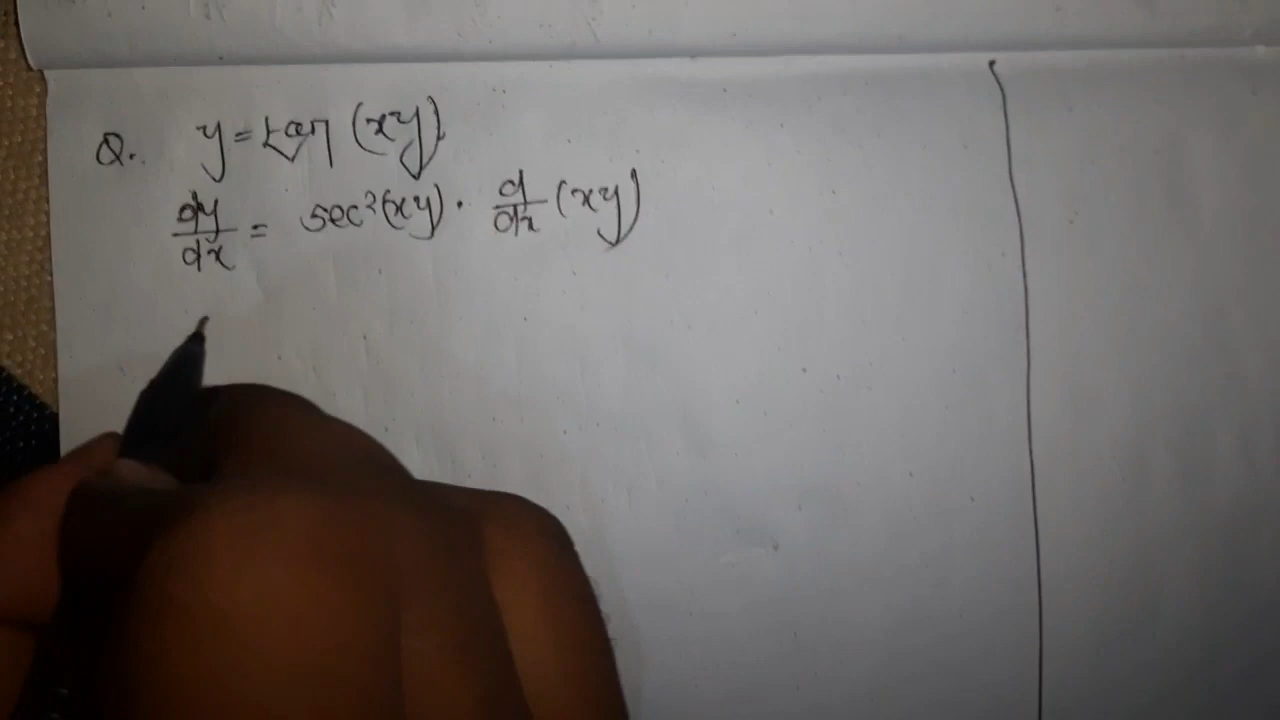 Q. y = tan (xy)
dy/dx = sec²(xy) · d/dx (xy)